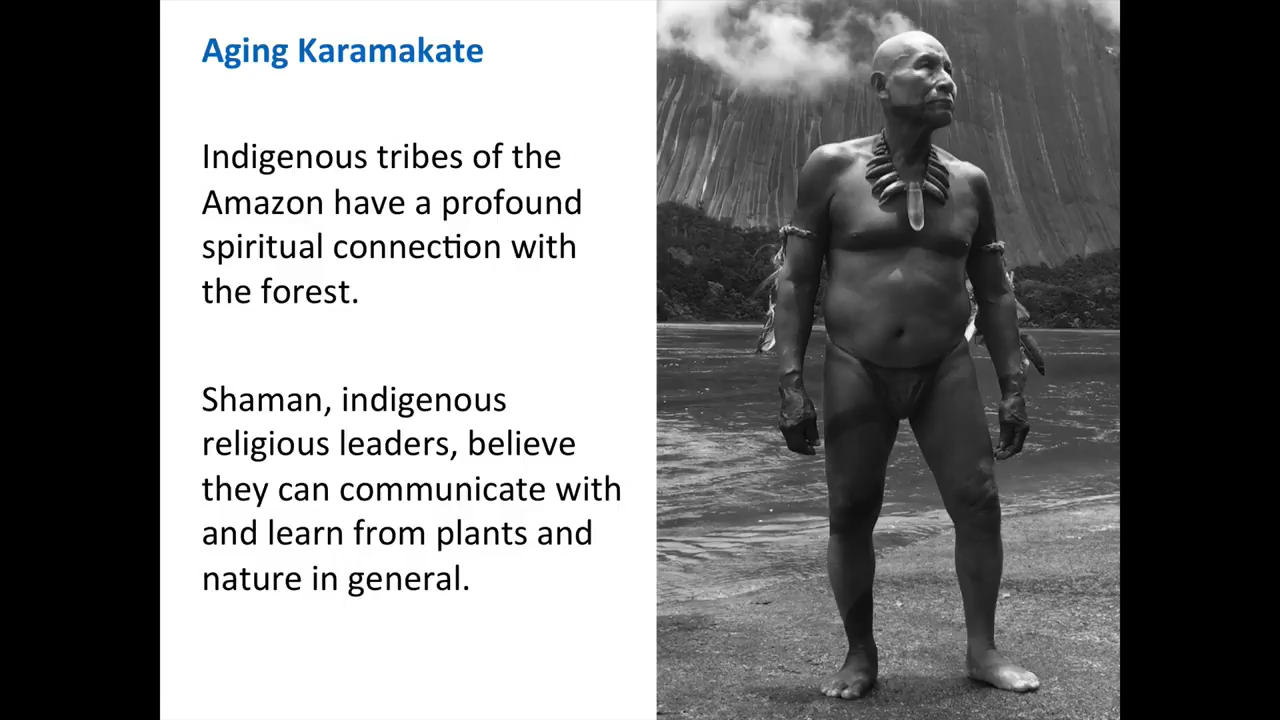 Aging Karamakate
Indigenous tribes of the
Amazon have a profound
spiritual connection with
the forest.
Shaman, indigenous
religious leaders, believe
they can communicate with
and learn from plants and
nature in general.